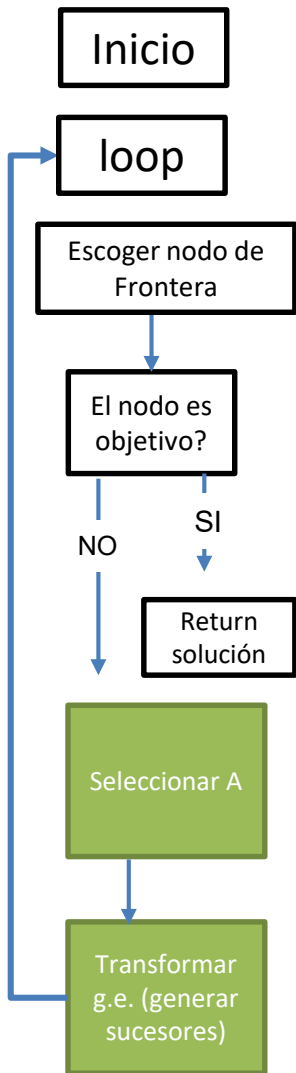 Inicio
loop
Escoger nodo de
Frontera
El nodo es
objetivo?
SI
NO
Return
solución
Seleccionar A
Transformar
g.e. (generar
sucesores)